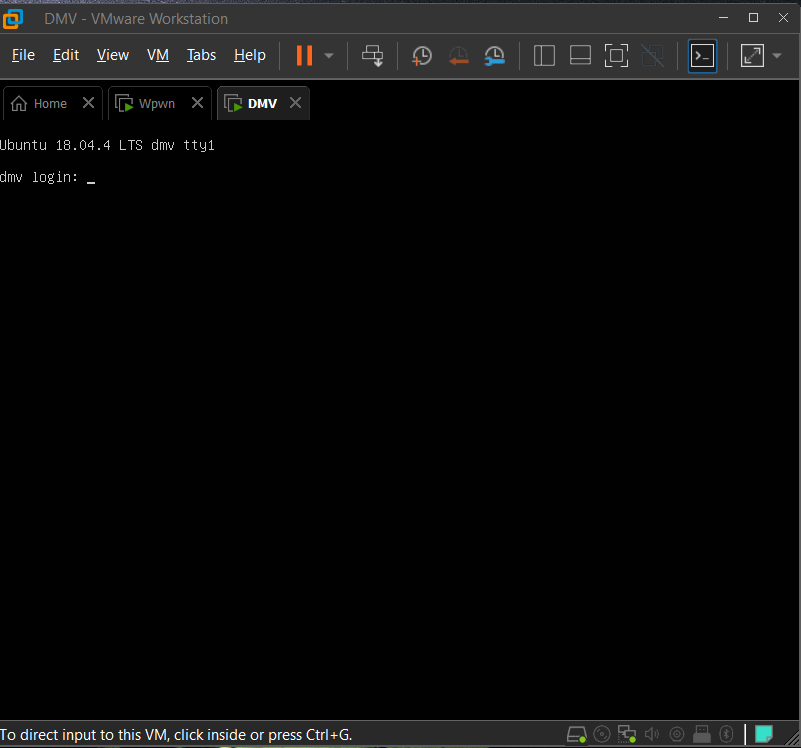 DMV - VMware Workstation
File Edit View VM Tabs Help
Home Wpwn DMV
Ubuntu 18.04.4 LTS dmv tty1
dmv login: _
To direct input to this VM, click inside or press Ctrl+G.